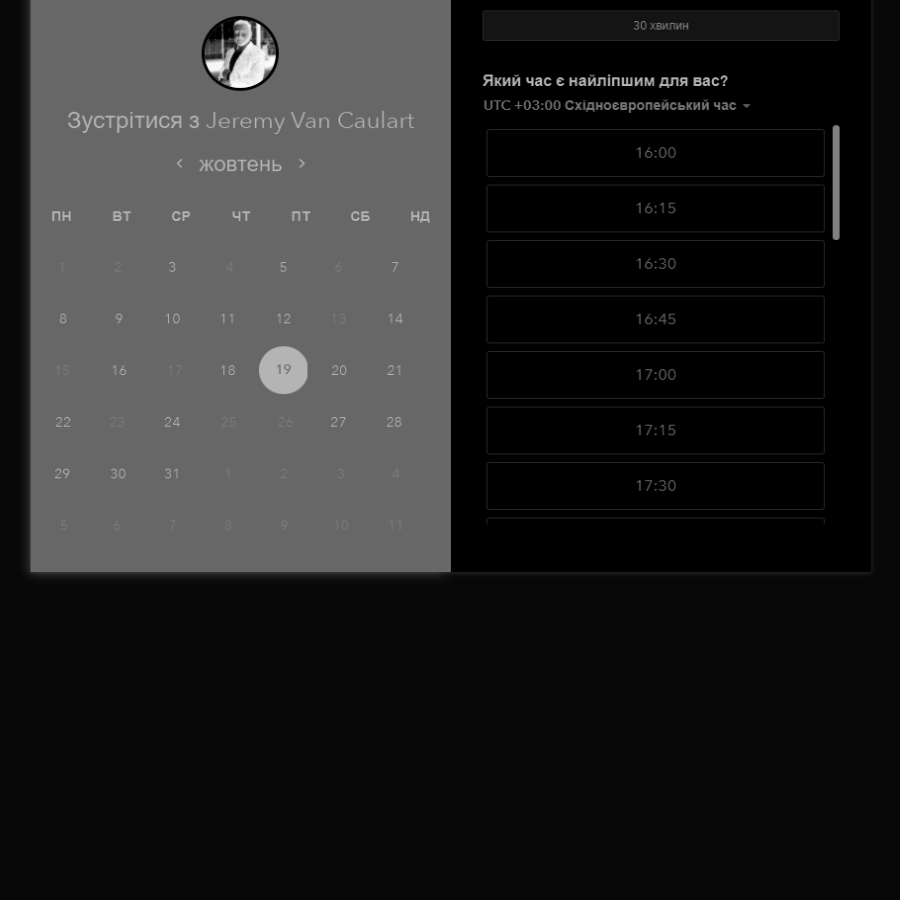 Зустрітися з Jeremy Van Caulart
жовтень
ПН ВТ СР ЧТ ПТ СБ НД
1 2 3 4 5 6 7
8 9 10 11 12 13 14
15 16 17 18 19 20 21
22 23 24 25 26 27 28
29 30 31 1 2 3 4
5 6 7 8 9 10 11
30 хвилин
Який час є найліпшим для вас?
UTC +03:00 Східноєвропейський час
16:00
16:15
16:30
16:45
17:00
17:15
17:30